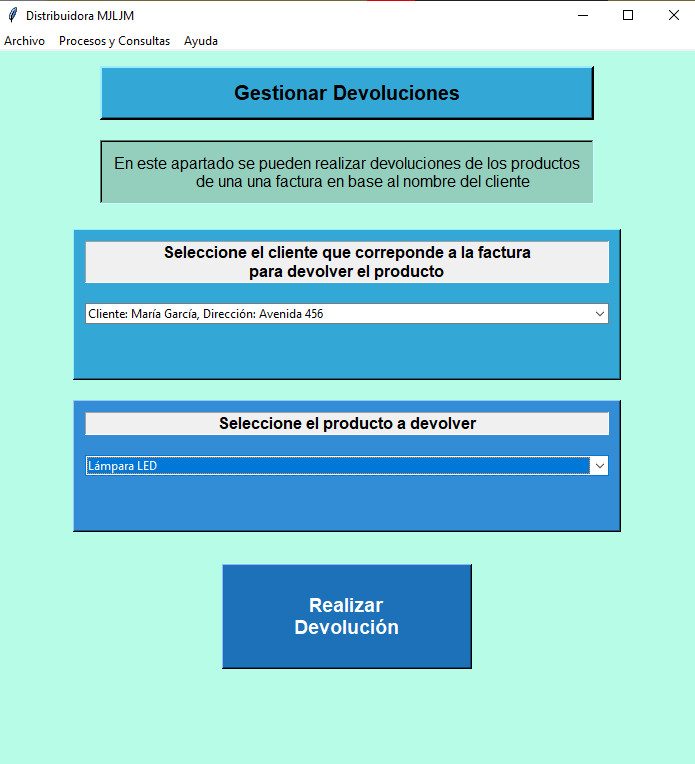 Distribuidora MJLJM
Archivo Procesos y Consultas Ayuda
Gestionar Devoluciones
En este apartado se pueden realizar devoluciones de los productos
de una una factura en base al nombre del cliente
Seleccione el cliente que correponde a la factura
para devolver el producto
Cliente: María García, Dirección: Avenida 456
Seleccione el producto a devolver
Lámpara LED
Realizar
Devolución